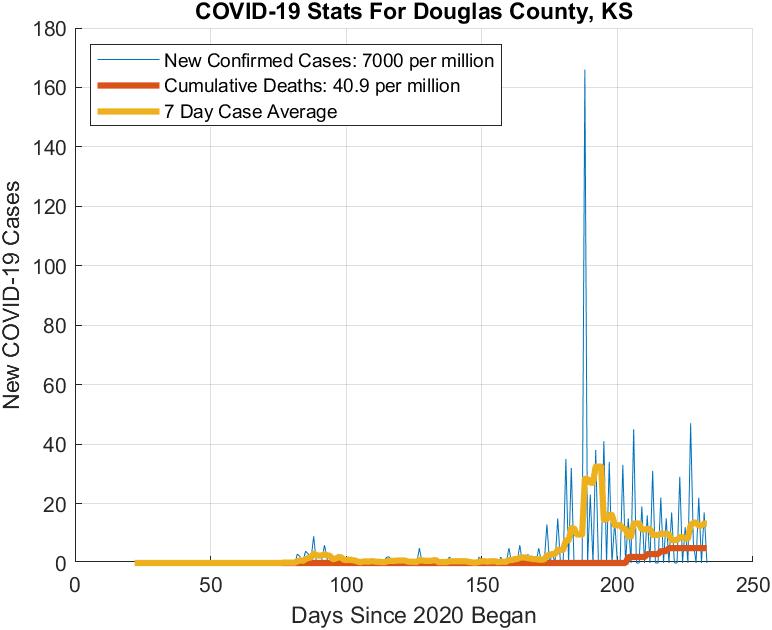 COVID-19 Stats For Douglas County, KS
New Confirmed Cases: 7000 per million
Cumulative Deaths: 40.9 per million
7 Day Case Average
New COVID-19 Cases
180
160
140
120
100
80
60
40
20
0
0 50 100 150 200 250
Days Since 2020 Began